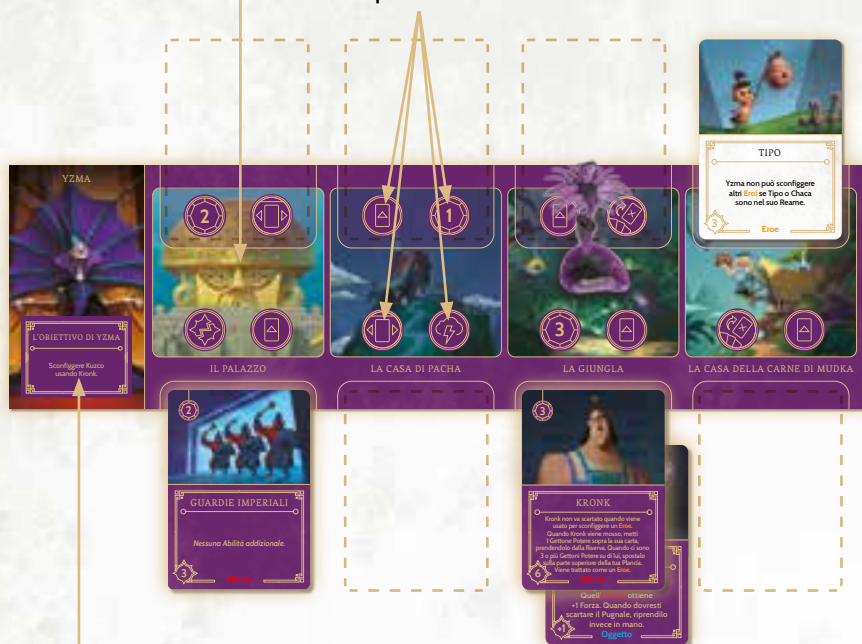 YZMA
L'OBIETTIVO DI YZMA
Sconfiggere Kuzco
usando Kronk.
2
1
3
IL PALAZZO
LA CASA DI PACHA
LA GIUNGLA
LA CASA DELLA CARNE DI MUDKA
TIPO
Yzma non può sconfiggere
altri Eroi se Tipo o Chaca
sono nel suo Reame.
3
Eroe
2
GUARDIE IMPERIALI
Nessuna Abilità addizionale.
3
3
KRONK
Kronk non va scartato quando viene
usato per sconfiggere un Eroe.
Quando Kronk viene mosso, metti
1 Gettone Potere sopra la sua carta,
prendendolo dalla Riserva. Quando ci sono
3 o più Gettoni Potere su di lui, spostalo
sulla parte superiore della tua Plancia.
Viene trattato come un Eroe.
6
ottiene
+1 Forza. Quando dovresti
scartare il Pugnale, riprendilo
invece in mano.
+1
Oggetto